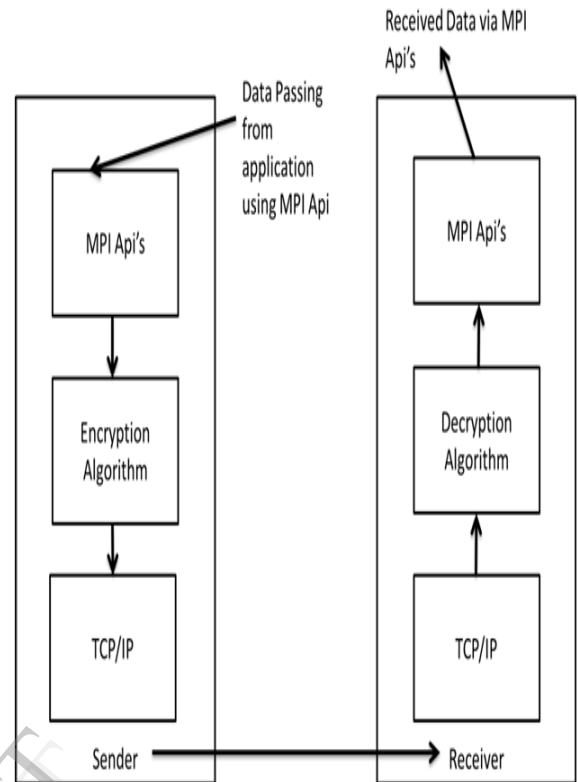 Received Data via MPI
Api's
Data Passing
from
application
using MPI Api
MPI Api's
Encryption
Algorithm
TCP/IP
Sender
MPI Api's
Decryption
Algorithm
TCP/IP
Receiver